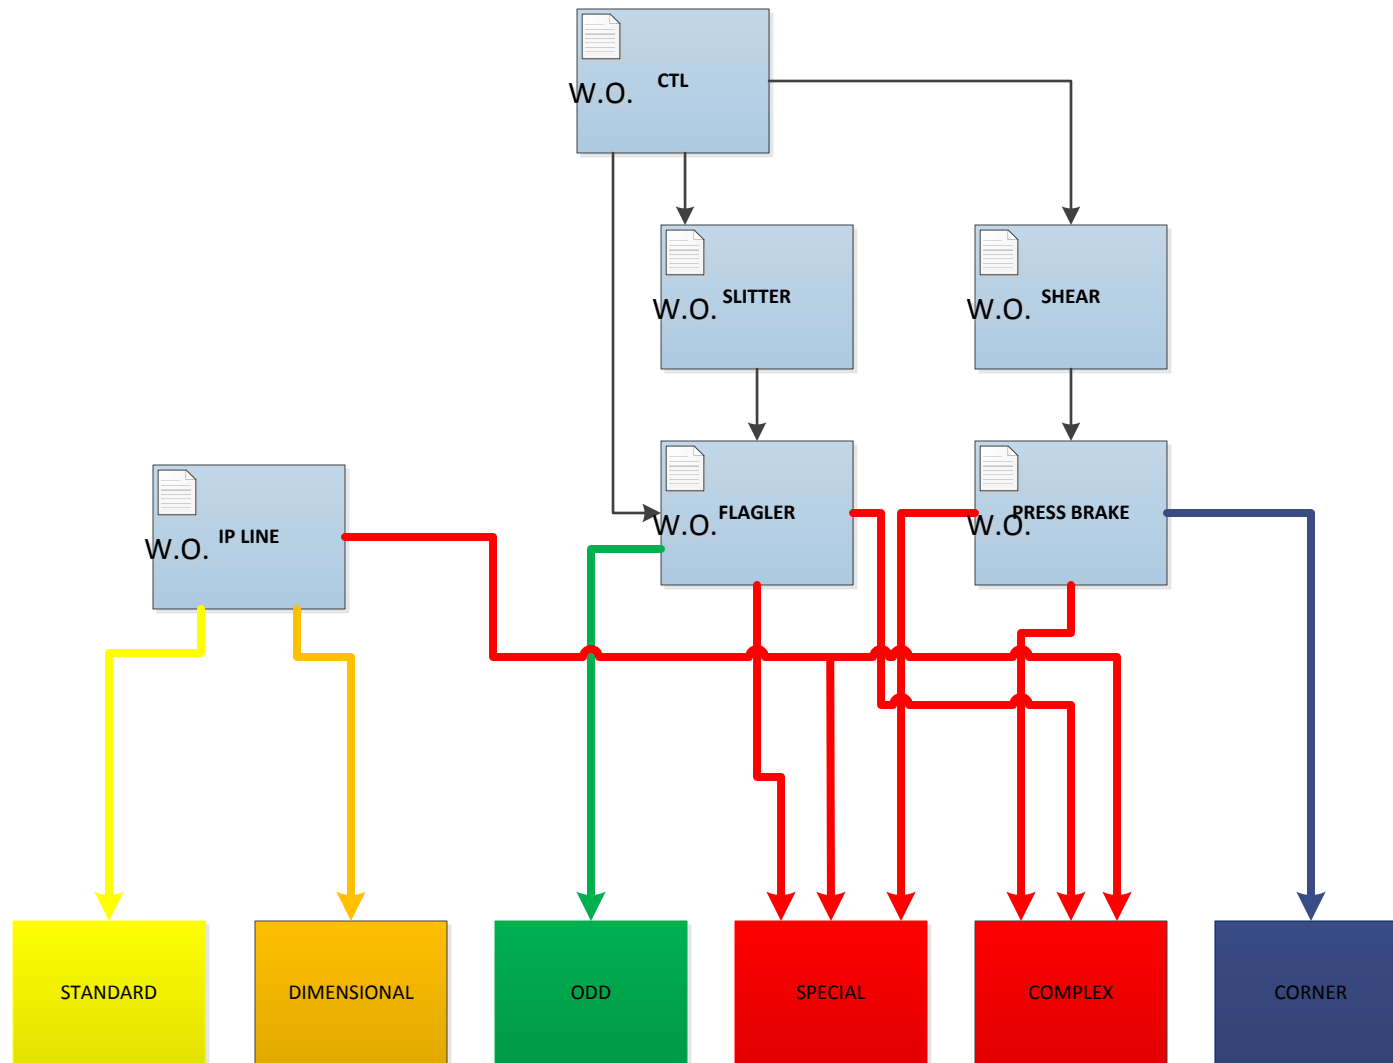 CTL
W.O.
SLITTER
W.O.
SHEAR
W.O.
FLAGLER
W.O.
PRESS BRAKE
W.O.
IP LINE
W.O.
STANDARD
DIMENSIONAL
ODD
SPECIAL
COMPLEX
CORNER